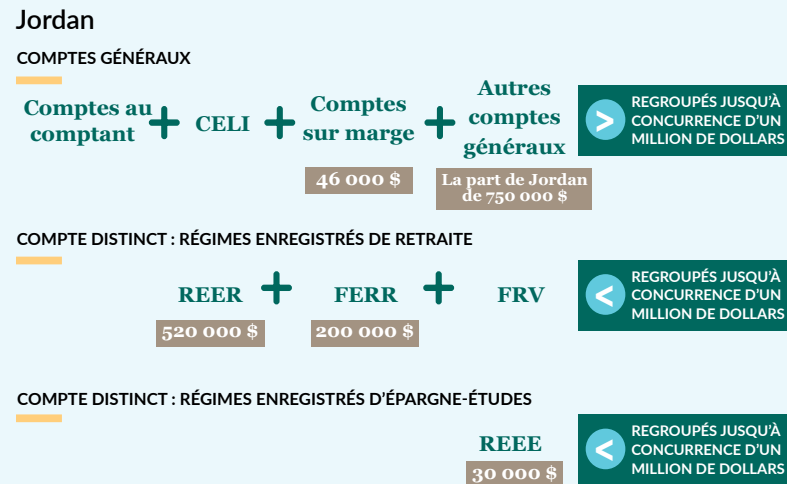 Jordan
COMPTES GÉNÉRAUX
Comptes au
comptant
+
CELI
+
Comptes
sur marge
46 000 $
+
Autres
comptes
généraux
La part de Jordan
de 750 000 $
>
REGROUPÉS JUSQU'À
CONCURRENCE D'UN
MILLION DE DOLLARS
COMPTE DISTINCT : RÉGIMES ENREGISTRÉS DE RETRAITE
REER
520 000 $
+
FERR
200 000 $
+
FRV
<
REGROUPÉS JUSQU'À
CONCURRENCE D'UN
MILLION DE DOLLARS
COMPTE DISTINCT : RÉGIMES ENREGISTRÉS D'ÉPARGNE-ÉTUDES
REEE
30 000 $
<
REGROUPÉS JUSQU'À
CONCURRENCE D'UN
MILLION DE DOLLARS